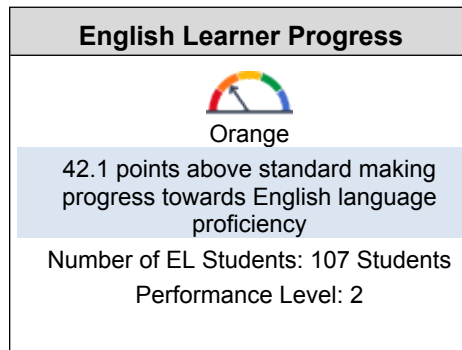 English Learner Progress
Orange
42.1 points above standard making
progress towards English language
proficiency
Number of EL Students: 107 Students
Performance Level: 2